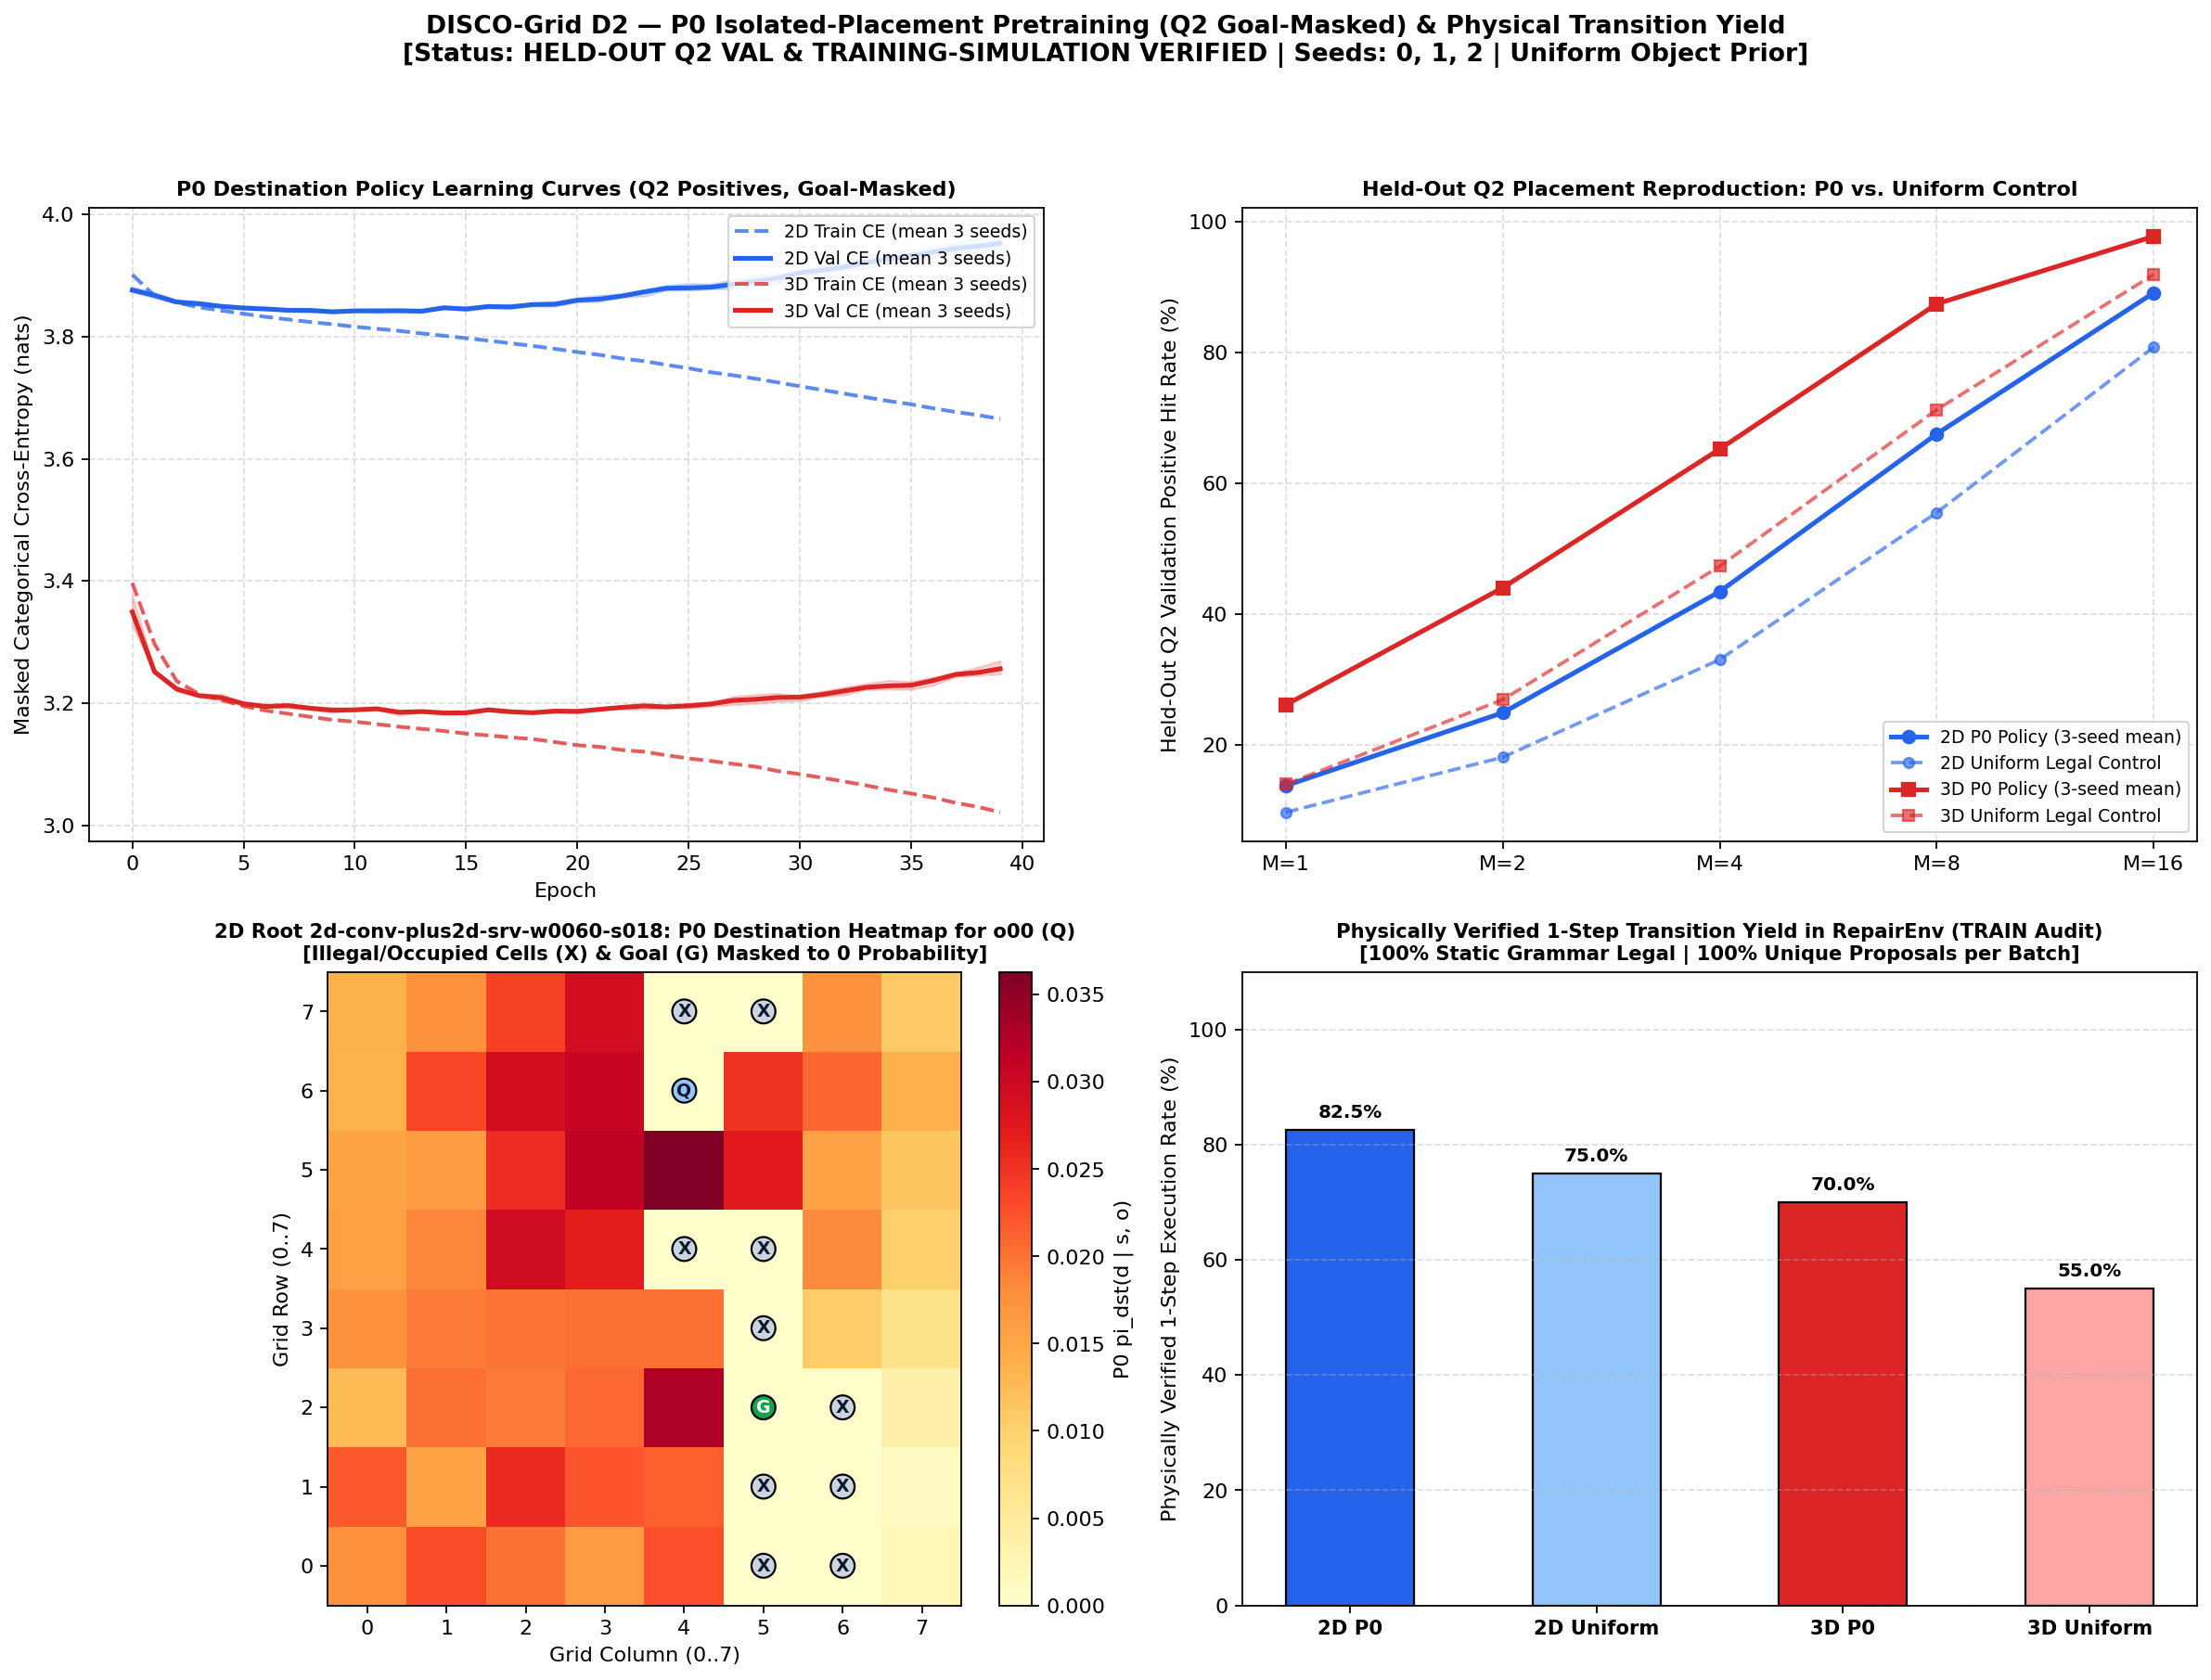 DISCO-Grid D2 — P0 Isolated-Placement Pretraining (Q2 Goal-Masked) & Physical Transition Yield
[Status: HELD-OUT Q2 VAL & TRAINING-SIMULATION VERIFIED | Seeds: 0, 1, 2 | Uniform Object Prior]
P0 Destination Policy Learning Curves (Q2 Positives, Goal-Masked)
Masked Categorical Cross-Entropy (nats)
4.0
3.8
3.6
3.4
3.2
3.0
2D Train CE (mean 3 seeds)
2D Val CE (mean 3 seeds)
3D Train CE (mean 3 seeds)
3D Val CE (mean 3 seeds)
0 5 10 15 20 25 30 35 40
Epoch
Held-Out Q2 Placement Reproduction: P0 vs. Uniform Control
Held-Out Q2 Validation Positive Hit Rate (%)
100
80
60
40
20
2D P0 Policy (3-seed mean)
2D Uniform Legal Control
3D P0 Policy (3-seed mean)
3D Uniform Legal Control
M=1 M=2 M=4 M=8 M=16
2D Root 2d-conv-plus2d-srv-w0060-s018: P0 Destination Heatmap for o00 (Q)
[Illegal/Occupied Cells (X) & Goal (G) Masked to 0 Probability]
Grid Row (0..7)
7 X X
6 Q
5
4 X X
3 X
2 G X
1 X X
0 X X
0 1 2 3 4 5 6 7
Grid Column (0..7)
0.035
0.030
0.025
0.020
0.015
0.010
0.005
0.000
P0 pi_dst(d | s, o)
Physically Verified 1-Step Transition Yield in RepairEnv (TRAIN Audit)
[100% Static Grammar Legal | 100% Unique Proposals per Batch]
Physically Verified 1-Step Execution Rate (%)
100
80
60
40
20
0
82.5%
75.0%
70.0%
55.0%
2D P0 2D Uniform 3D P0 3D Uniform